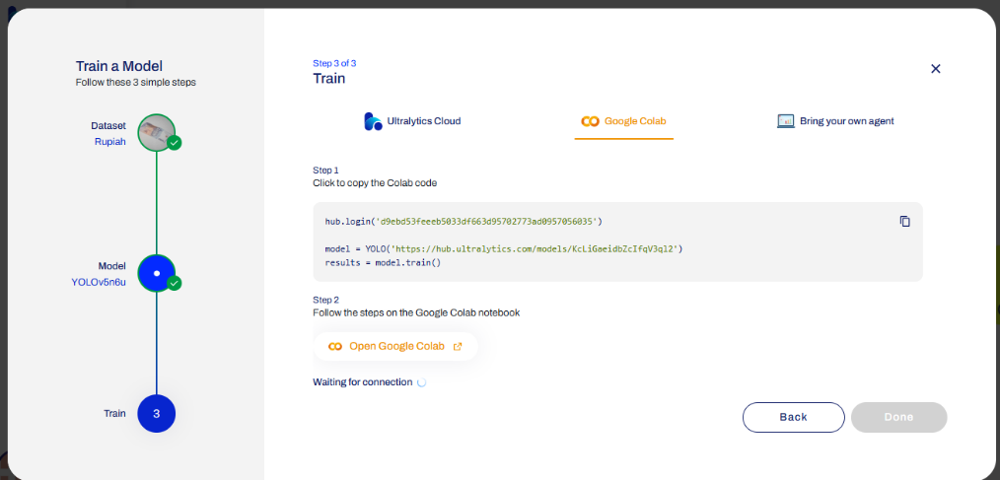 Train a Model
Follow these 3 simple steps
Dataset
Rupiah
Model
YOLOv5n6u
Train
3
Step 3 of 3
Train
Ultralytics Cloud
Google Colab
Bring your own agent
Step 1
Click to copy the Colab code
hub.login('d9ebd53feeeb5033df663d95702773ad0957056035')
model = YOLO('https://hub.ultralytics.com/models/KcLiGaeidbZcIfqV3ql2')
results = model.train()
Step 2
Follow the steps on the Google Colab notebook
Open Google Colab
Waiting for connection
Back
Done